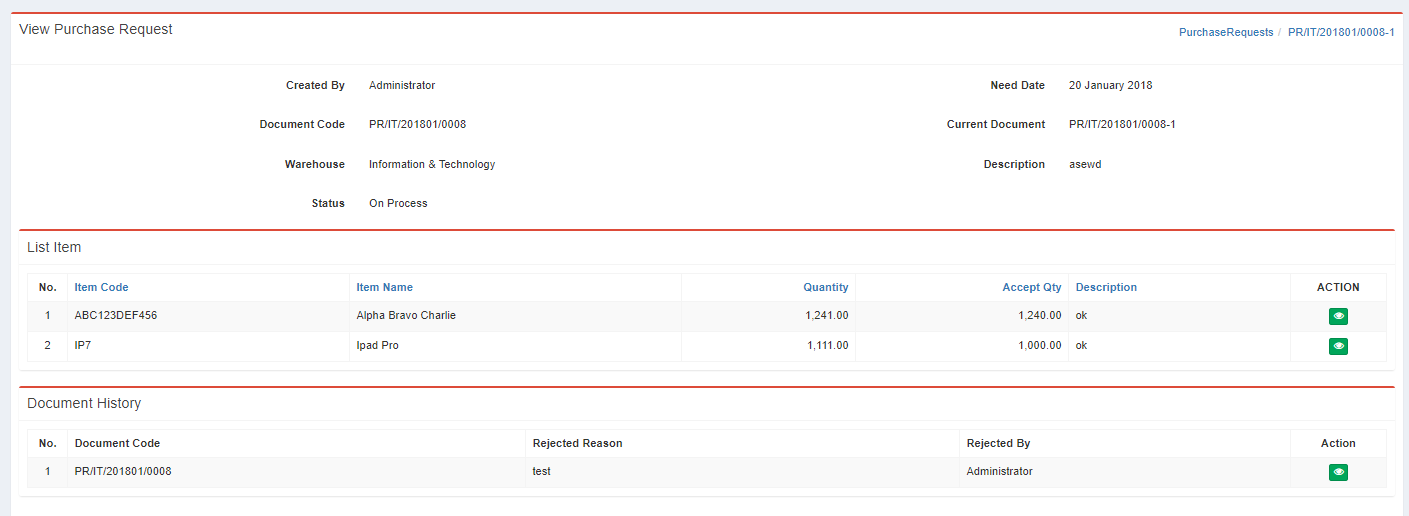 View Purchase Request
PurchaseRequests / PR/IT/201801/0008-1
Created By Administrator Need Date 20 January 2018
Document Code PR/IT/201801/0008 Current Document PR/IT/201801/0008-1
Warehouse Information & Technology Description asewd
Status On Process
List Item
No. Item Code Item Name Quantity Accept Qty Description ACTION
1 ABC123DEF456 Alpha Bravo Charlie 1,241.00 1,240.00 ok
2 IP7 Ipad Pro 1,111.00 1,000.00 ok
Document History
No. Document Code Rejected Reason Rejected By Action
1 PR/IT/201801/0008 test Administrator